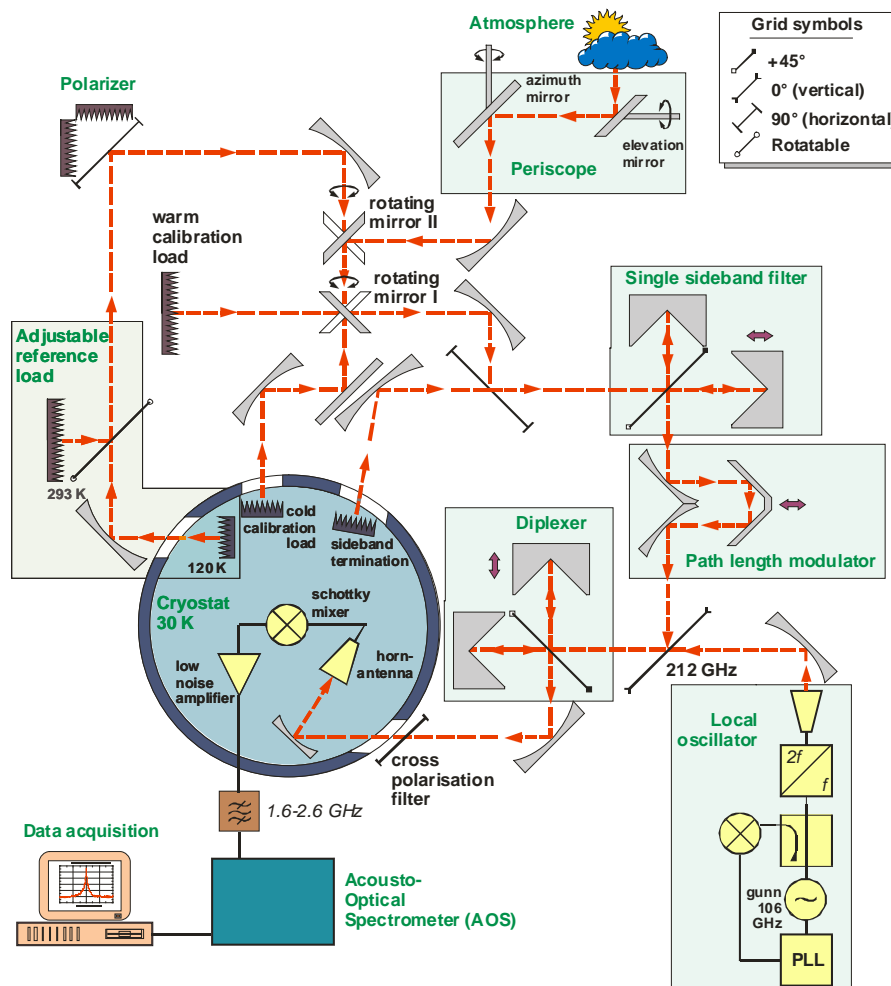 Atmosphere
Grid symbols
+45°
0° (vertical)
90° (horizontal)
Rotatable
azimuth
mirror
elevation
mirror
Periscope
Polarizer
rotating
mirror II
warm
calibration
load
rotating
mirror I
Single sideband filter
Adjustable
reference
load
293 K
120 K
cold
calibration
load
sideband
termination
Path length modulator
Diplexer
Cryostat
30 K
schottky
mixer
low
noise
amplifier
horn-
antenna
212 GHz
cross
polarisation
filter
Local
oscillator
2f
f
1.6-2.6 GHz
gunn
106
GHz
PLL
Data acquisition
Acousto-
Optical
Spectrometer (AOS)